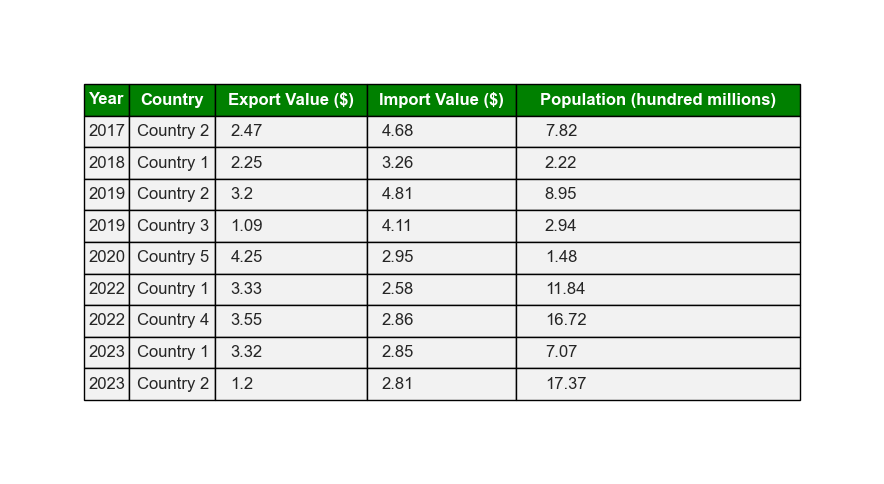 Year Country Export Value ($) Import Value ($) Population (hundred millions)
2017 Country 2 2.47 4.68 7.82
2018 Country 1 2.25 3.26 2.22
2019 Country 2 3.2 4.81 8.95
2019 Country 3 1.09 4.11 2.94
2020 Country 5 4.25 2.95 1.48
2022 Country 1 3.33 2.58 11.84
2022 Country 4 3.55 2.86 16.72
2023 Country 1 3.32 2.85 7.07
2023 Country 2 1.2 2.81 17.37